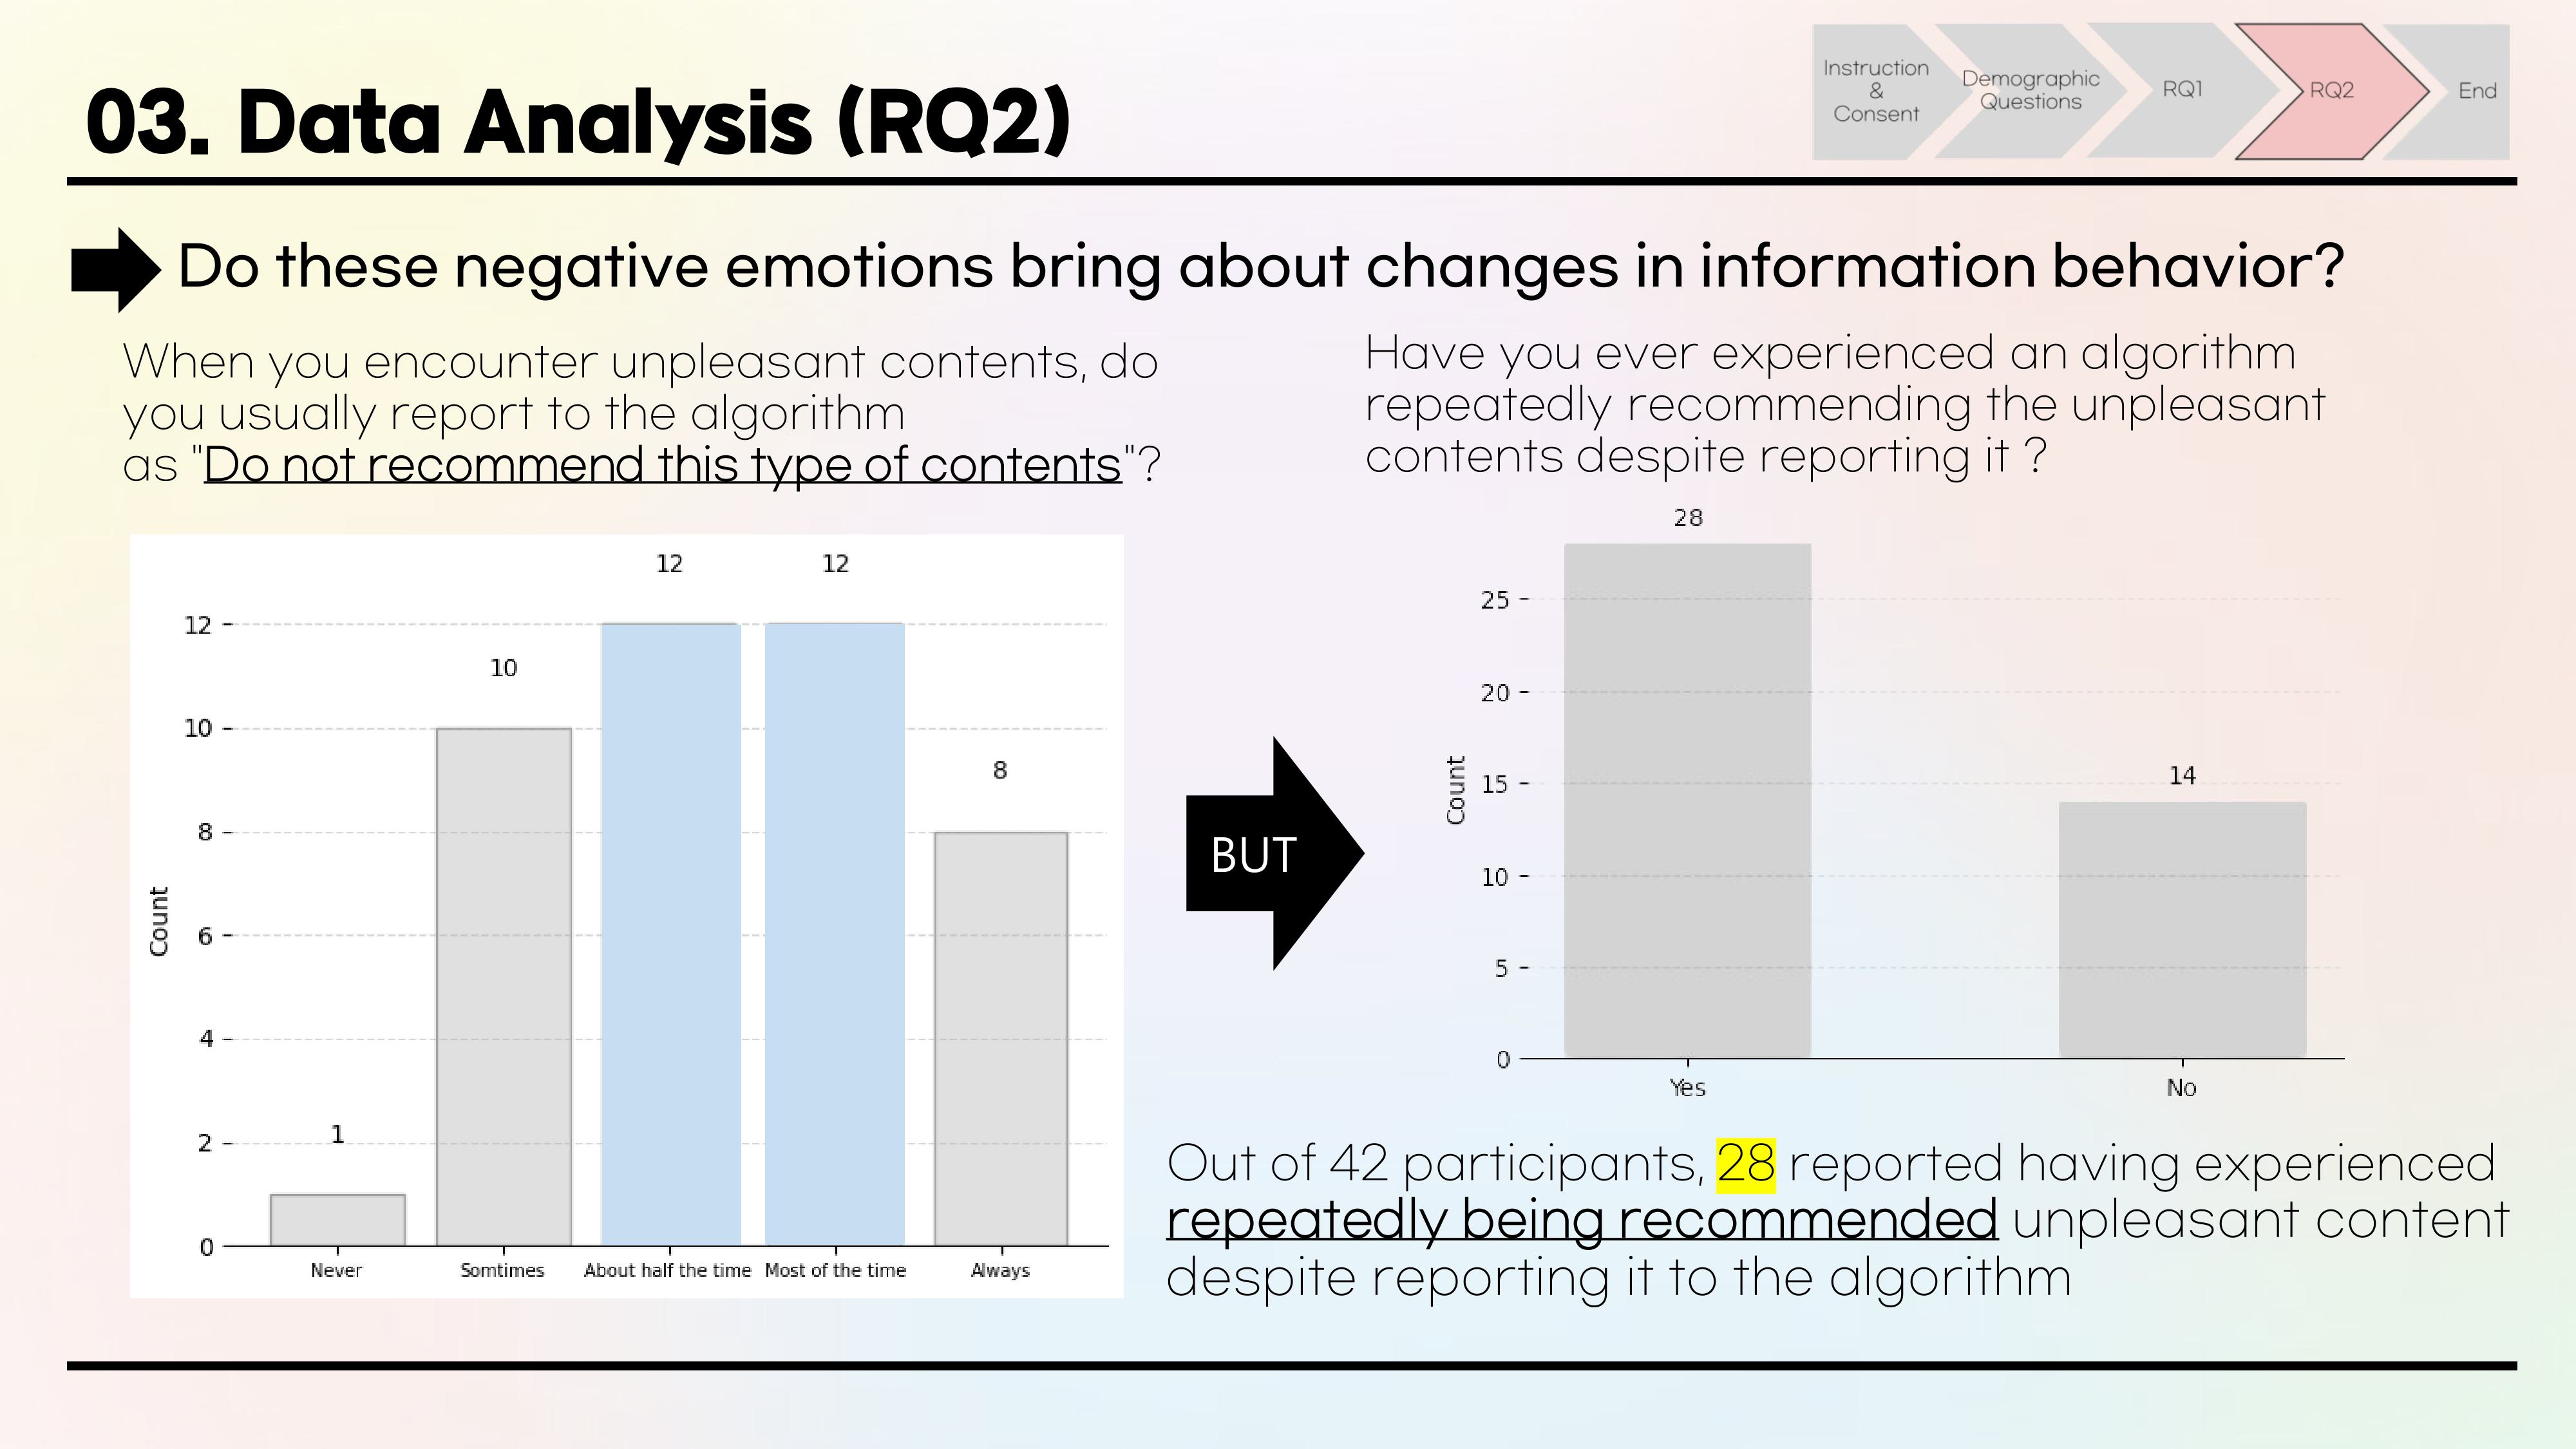 03. Data Analysis (RQ2)
Instruction
&
Consent
Demographic
Questions
RQ1
RQ2
End
Do these negative emotions bring about changes in information behavior?
When you encounter unpleasant contents, do
you usually report to the algorithm
as "Do not recommend this type of contents"?
12
12
12
10
10
8
8
6
4
2
1
0
Count
Never
Somtimes
About half the time
Most of the time
Always
BUT
Have you ever experienced an algorithm
repeatedly recommending the unpleasant
contents despite reporting it ?
28
25
20
15
14
10
5
0
Count
Yes
No
Out of 42 participants, 28 reported having experienced
repeatedly being recommended unpleasant content
despite reporting it to the algorithm